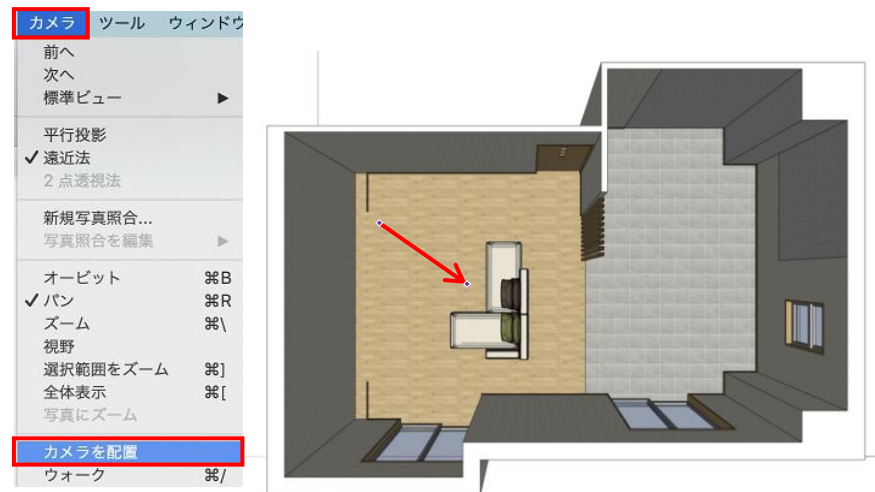 カメラ ツール ウィンドウ
前へ
次へ
標準ビュー ▶
平行投影
✓ 遠近法
2 点透視法
新規写真照合...
写真照合を編集 ▶
オービット ⌘B
✓ パン ⌘R
ズーム ⌘\
視野
選択範囲をズーム ⌘]
全体表示 ⌘[
写真にズーム
カメラを配置
ウォーク ⌘/